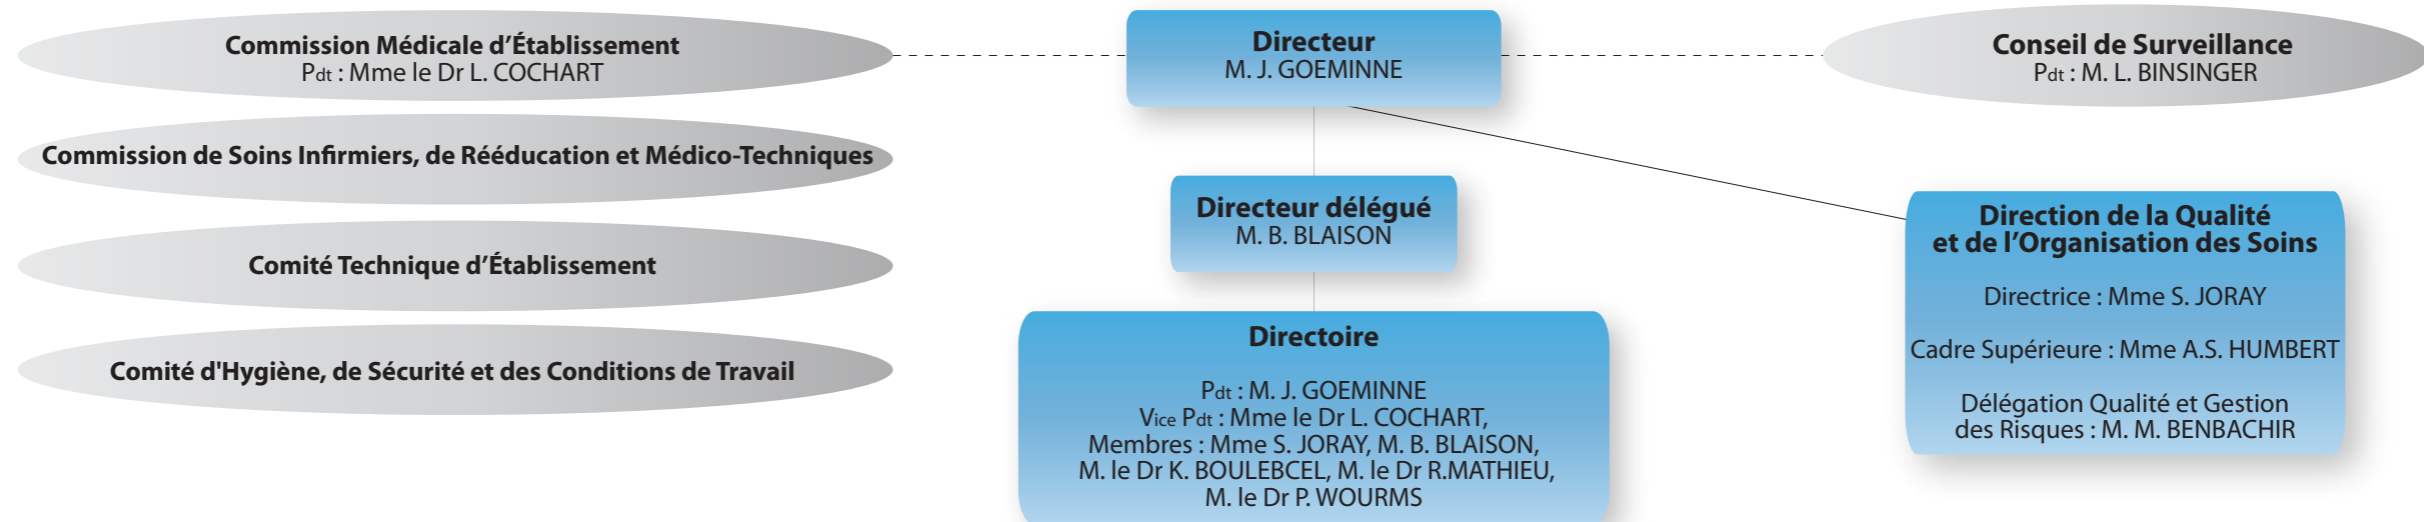 Commission Médicale d’Établissement
Pdt : Mme le Dr L. COCHART
Commission de Soins Infirmiers, de Rééducation et Médico-Techniques
Comité Technique d’Établissement
Comité d'Hygiène, de Sécurité et des Conditions de Travail
Directeur
M. J. GOEMINNE
Directeur délégué
M. B. BLAISON
Directoire
Pdt : M. J. GOEMINNE
Vice Pdt : Mme le Dr L. COCHART,
Membres : Mme S. JORAY, M. B. BLAISON,
M. le Dr K. BOULEBCEL, M. le Dr R.MATHIEU,
M. le Dr P. WOURMS
Conseil de Surveillance
Pdt : M. L. BINSINGER
Direction de la Qualité
et de l’Organisation des Soins
Directrice : Mme S. JORAY
Cadre Supérieure : Mme A.S. HUMBERT
Délégation Qualité et Gestion
des Risques : M. M. BENBACHIR